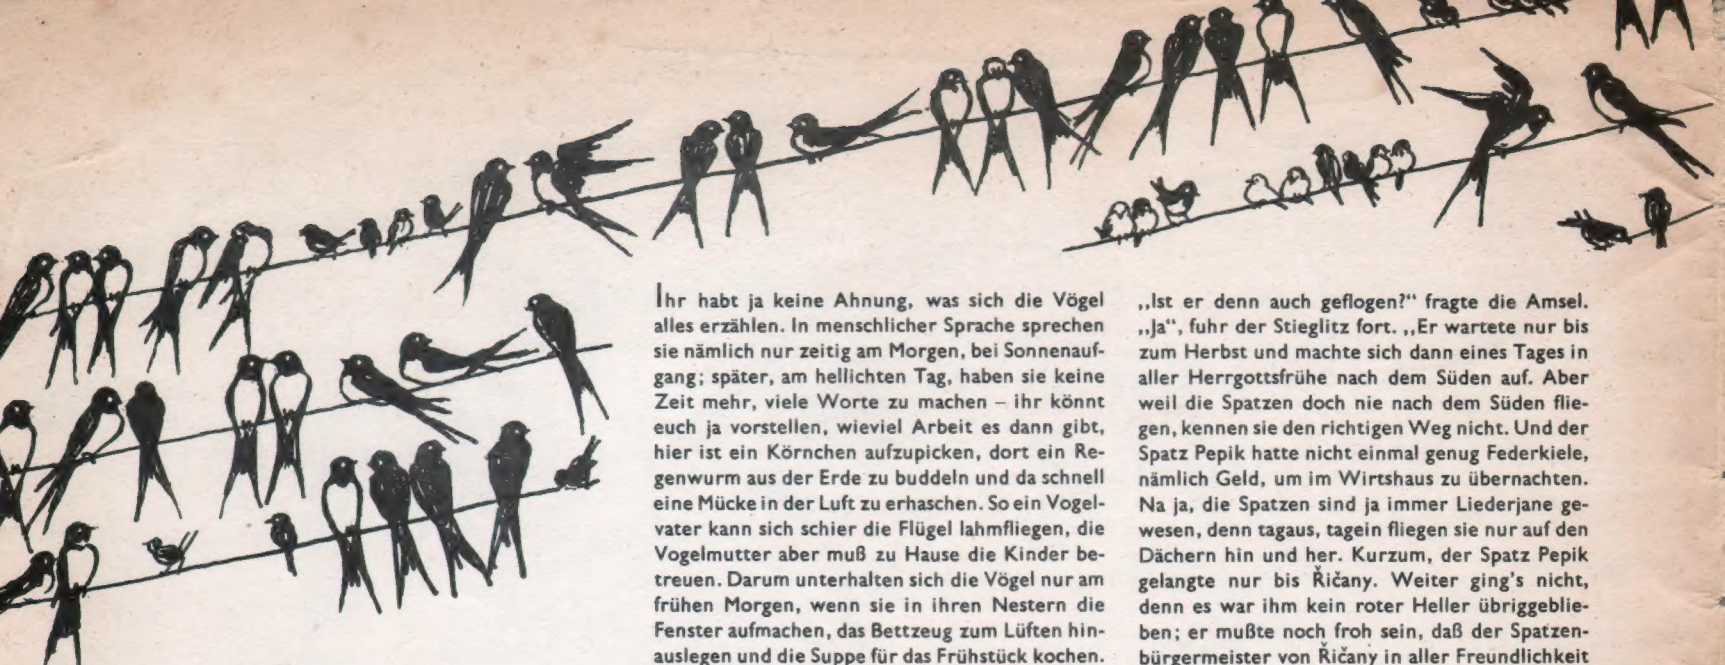 Ihr habt ja keine Ahnung, was sich die Vögel
alles erzählen. In menschlicher Sprache sprechen
sie nämlich nur zeitig am Morgen, bei Sonnenauf-
gang; später, am hellichten Tag, haben sie keine
Zeit mehr, viele Worte zu machen – ihr könnt
euch ja vorstellen, wieviel Arbeit es dann gibt,
hier ist ein Körnchen aufzupicken, dort ein Re-
genwurm aus der Erde zu buddeln und da schnell
eine Mücke in der Luft zu erhaschen. So ein Vogel-
vater kann sich schier die Flügel lahmfliegen, die
Vogelmutter aber muß zu Hause die Kinder be-
treuen. Darum unterhalten sich die Vögel nur am
frühen Morgen, wenn sie in ihren Nestern die
Fenster aufmachen, das Bettzeug zum Lüften hin-
auslegen und die Suppe für das Frühstück kochen.
,,Ist er denn auch geflogen?“ fragte die Amsel.
,,Ja“, fuhr der Stieglitz fort. ,,Er wartete nur bis
zum Herbst und machte sich dann eines Tages in
aller Herrgottsfrühe nach dem Süden auf. Aber
weil die Spatzen doch nie nach dem Süden flie-
gen, kennen sie den richtigen Weg nicht. Und der
Spatz Pepik hatte nicht einmal genug Federkiele,
nämlich Geld, um im Wirtshaus zu übernachten.
Na ja, die Spatzen sind ja immer Liederjane ge-
wesen, denn tagaus, tagein fliegen sie nur auf den
Dächern hin und her. Kurzum, der Spatz Pepik
gelangte nur bis Řičany. Weiter ging's nicht,
denn es war ihm kein roter Heller übriggeblie-
ben; er mußte noch froh sein, daß der Spatzen-
bürgermeister von Řičany in aller Freundlichkeit